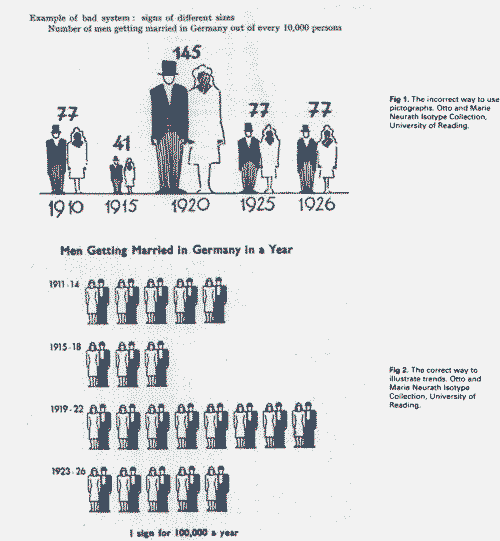 Example of bad system : signs of different sizes
Number of men getting married in Germany out of every 10,000 persons
145
77
41
77
77
1910
1915
1920
1925
1926
Fig 1. The incorrect way to use
pictographs. Otto and Marie
Neurath Isotype Collection,
University of Reading.
Men Getting Married in Germany in a Year
1911-14
1915-18
1919-22
1923-26
1 sign for 100,000 a year
Fig 2. The correct way to
illustrate trends. Otto and
Marie Neurath Isotype
Collection, University of
Reading.